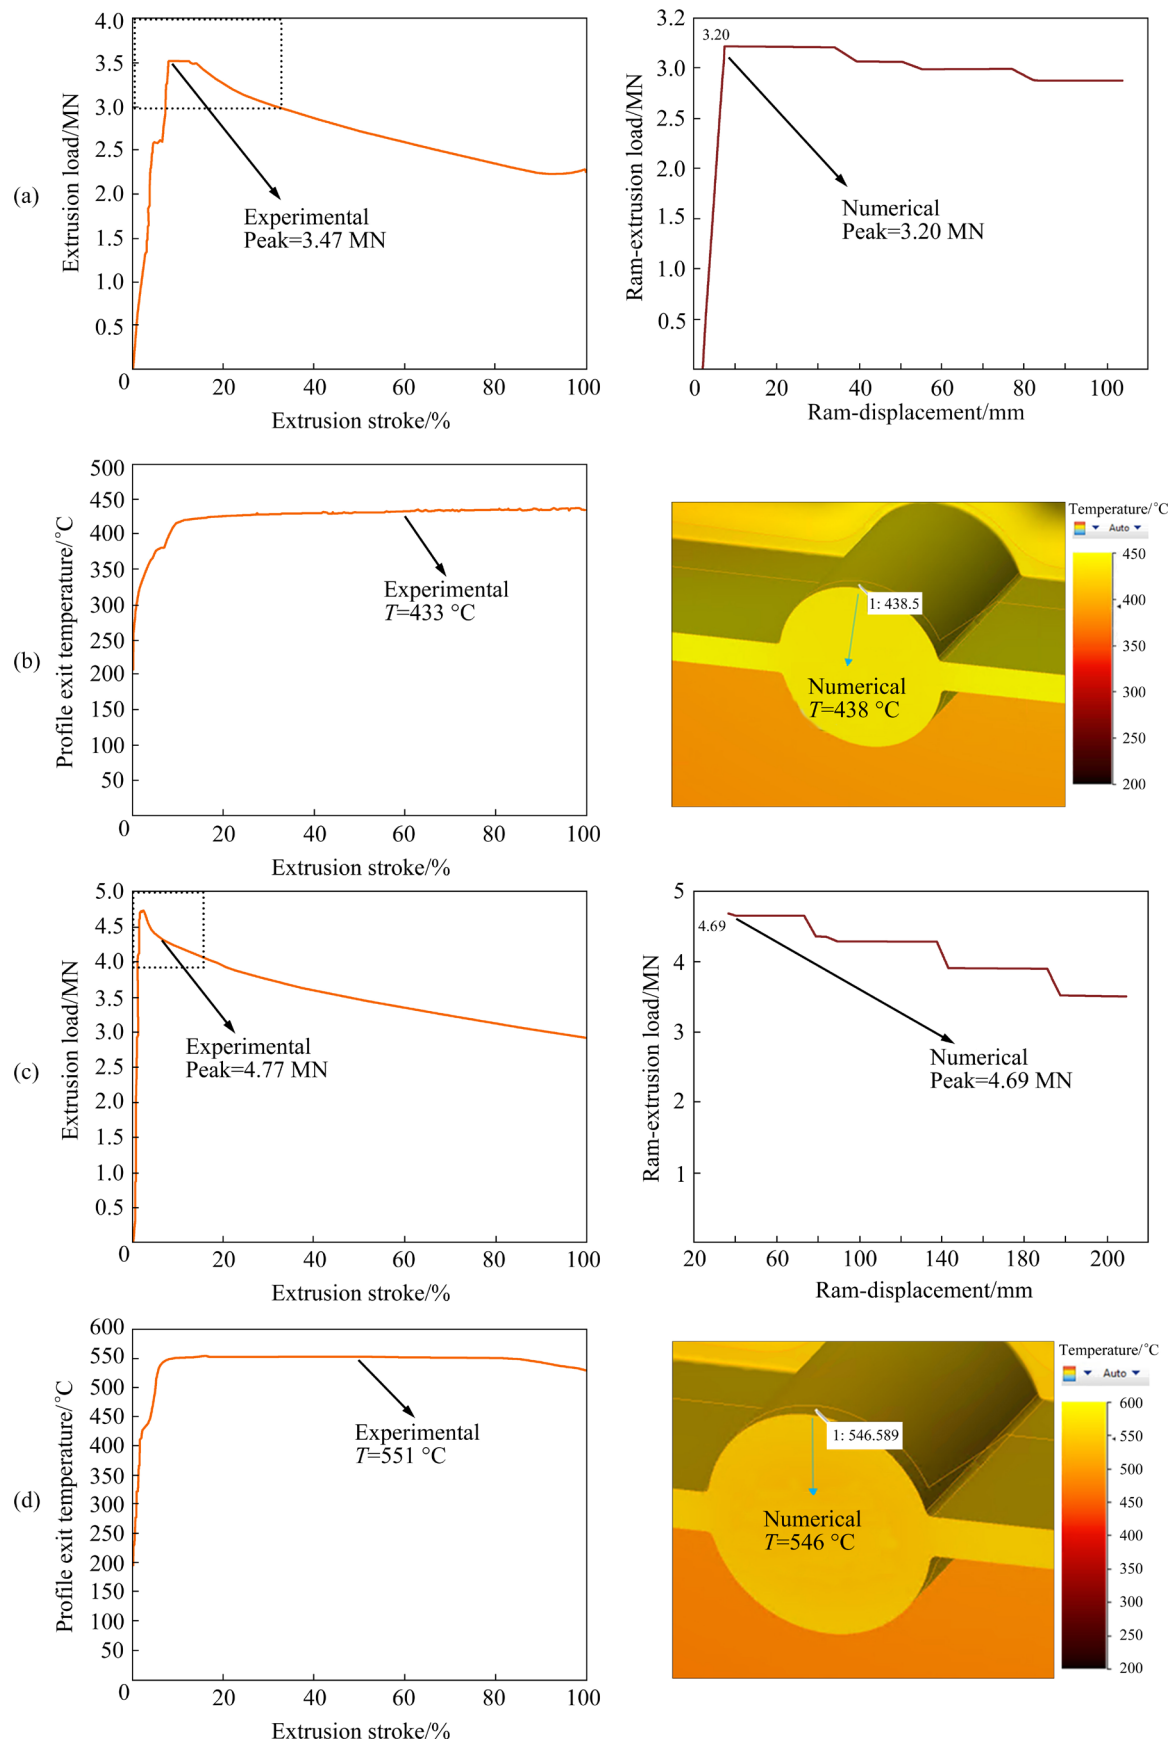 (a)
4.0
3.5
3.0
2.5
2.0
1.5
1.0
0.5
0
20
40
60
80
100
Extrusion load/MN
Extrusion stroke/%
Experimental
Peak=3.47 MN
3.2
3.0
2.5
2.0
1.5
1.0
0.5
0
20
40
60
80
100
3.20
Ram-extrusion load/MN
Ram-displacement/mm
Numerical
Peak=3.20 MN
(b)
500
450
400
350
300
250
200
150
100
50
0
20
40
60
80
100
Profile exit temperature/°C
Extrusion stroke/%
Experimental
T=433 °C
Temperature/°C
Auto
450
400
350
300
250
200
1: 438.5
Numerical
T=438 °C
(c)
5.0
4.5
4.0
3.5
3.0
2.5
2.0
1.5
1.0
0.5
0
20
40
60
80
100
Extrusion load/MN
Extrusion stroke/%
Experimental
Peak=4.77 MN
5
4
3
2
1
20
60
100
140
180
200
4.69
Ram-extrusion load/MN
Ram-displacement/mm
Numerical
Peak=4.69 MN
(d)
600
550
500
450
400
350
300
250
200
150
100
50
0
20
40
60
80
100
Profile exit temperature/°C
Extrusion stroke/%
Experimental
T=551 °C
Temperature/°C
Auto
600
550
500
450
400
350
300
250
200
1: 546.589
Numerical
T=546 °C